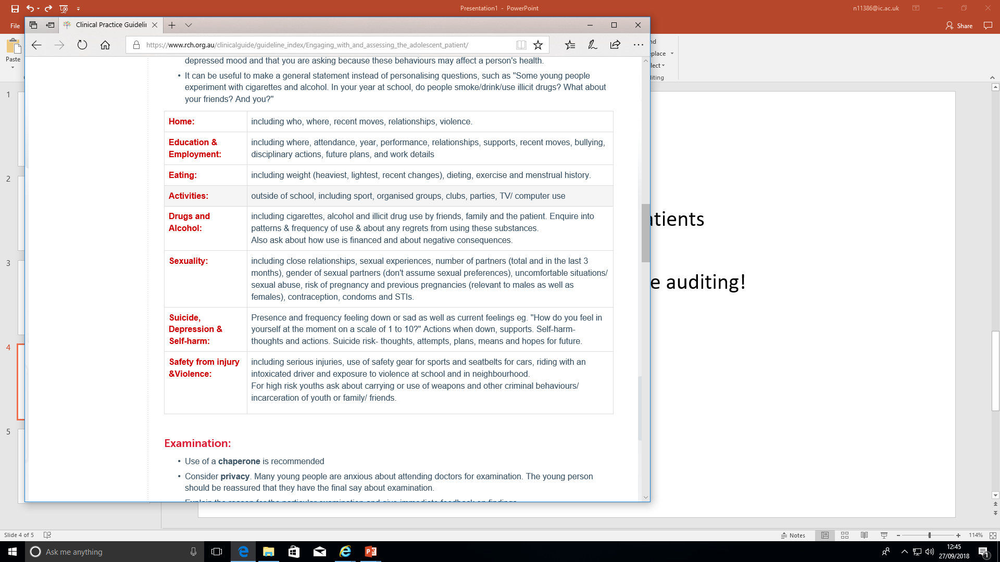 Presentation1 - PowerPoint
n11386@ic.ac.uk
File
Share
Clinical Practice Guidelin
https://www.rch.org.au/clinicalguide/guideline_index/Engaging_with_and_assessing_the_adolescent_patient/
Paste
nd
place
lect
iting
depressed mood and that you are asking because these behaviours may affect a person's health.
• It can be useful to make a general statement instead of personalising questions, such as "Some young people
experiment with cigarettes and alcohol. In your year at school, do people smoke/drink/use illicit drugs? What about
your friends? And you?"
Home:
including who, where, recent moves, relationships, violence.
Education &
Employment:
including where, attendance, year, performance, relationships, supports, recent moves, bullying,
disciplinary actions, future plans, and work details
Eating:
including weight (heaviest, lightest, recent changes), dieting, exercise and menstrual history.
Activities:
outside of school, including sport, organised groups, clubs, parties, TV/ computer use
Drugs and
Alcohol:
including cigarettes, alcohol and illicit drug use by friends, family and the patient. Enquire into
patterns & frequency of use & about any regrets from using these substances.
Also ask about how use is financed and about negative consequences.
Sexuality:
including close relationships, sexual experiences, number of partners (total and in the last 3
months), gender of sexual partners (don't assume sexual preferences), uncomfortable situations/
sexual abuse, risk of pregnancy and previous pregnancies (relevant to males as well as
females), contraception, condoms and STIs.
Suicide,
Depression &
Self-harm:
Presence and frequency feeling down or sad as well as current feelings eg. "How do you feel in
yourself at the moment on a scale of 1 to 10?" Actions when down, supports. Self-harm-
thoughts and actions. Suicide risk- thoughts, attempts, plans, means and hopes for future.
Safety from injury
&Violence:
including serious injuries, use of safety gear for sports and seatbelts for cars, riding with an
intoxicated driver and exposure to violence at school and in neighbourhood.
For high risk youths ask about carrying or use of weapons and other criminal behaviours/
incarceration of youth or family/ friends.
Examination:
• Use of a chaperone is recommended
• Consider privacy. Many young people are anxious about attending doctors for examination. The young person
should be reassured that they have the final say about examination.
Explain the reason for the particular examination and give immediate feedback on findings
1
2
3
4
5
atients
e auditing!
Slide 4 of 5
Notes
114%
Ask me anything
12:45
27/09/2018
1